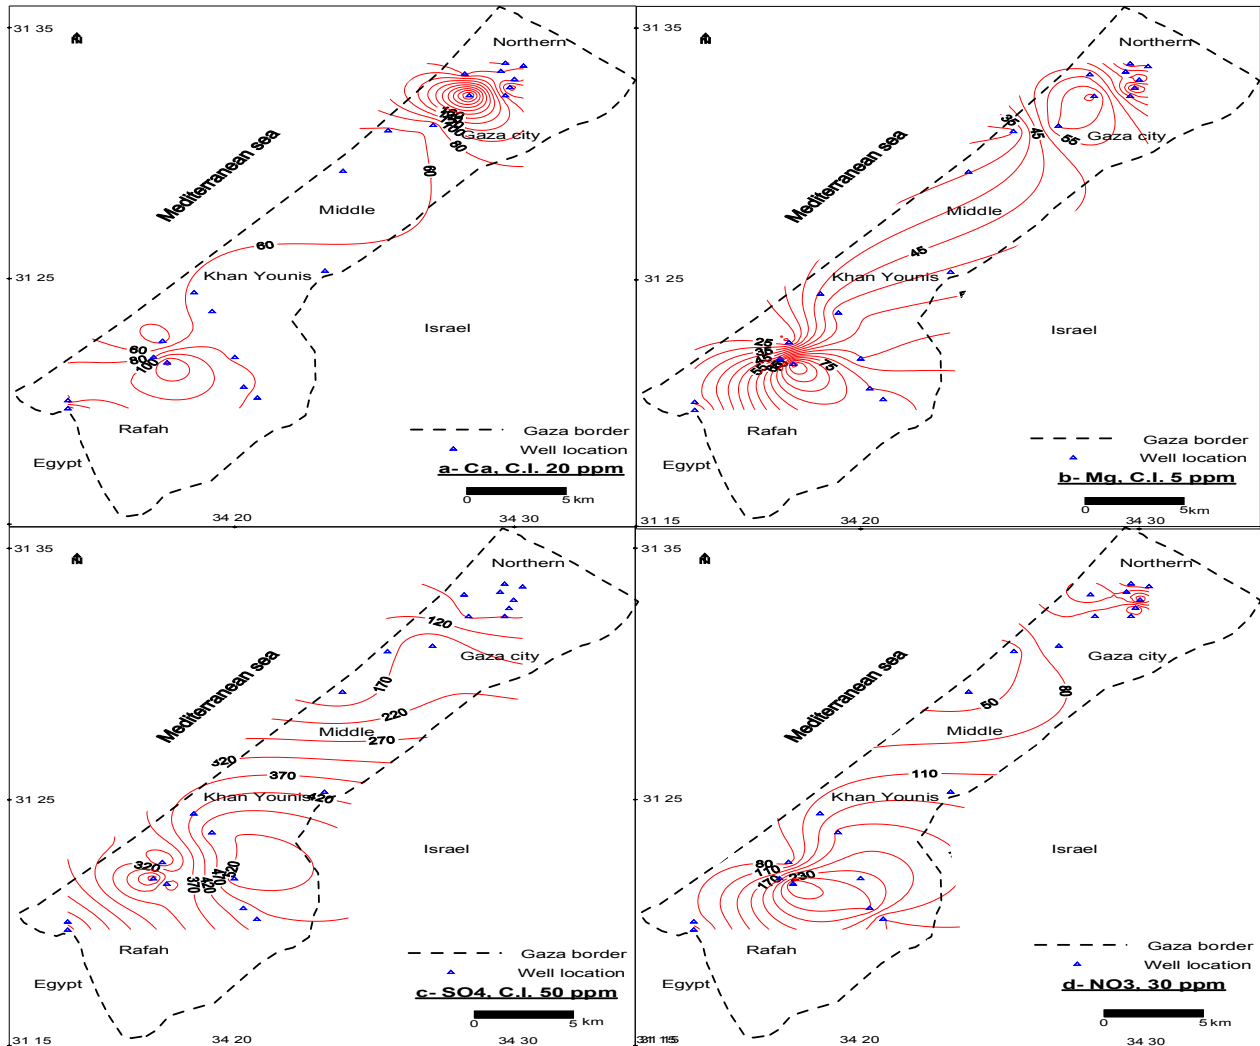 31 35
Northern
Gaza city
80
60
Mediterranean sea
Middle
60
31 25
Khan Younis
Israel
60
80
100
Rafah
Egypt
Gaza border
Well location
a- Ca, C.I. 20 ppm
0 5 km
34 20
34 30
31 35
Northern
35
45
55
Gaza city
Mediterranean sea
Middle
45
31 25
Khan Younis
Israel
25
75
Rafah
Egypt
Gaza border
Well location
b- Mg, C.I. 5 ppm
0 5km
31 15
34 20
34 30
31 35
Northern
120
Gaza city
170
Mediterranean sea
220
Middle
270
320
370
31 25
Khan Younis
420
Israel
320
370
420
470
520
Rafah
Egypt
Gaza border
Well location
c- SO4, C.I. 50 ppm
0 5 km
31 15
34 20
34 30
31 35
Northern
Gaza city
80
50
Mediterranean sea
Middle
110
31 25
Khan Younis
Israel
80
110
170
230
Rafah
Egypt
Gaza border
Well location
d- NO3, 30 ppm
0 5 km
31 15
34 20
34 30